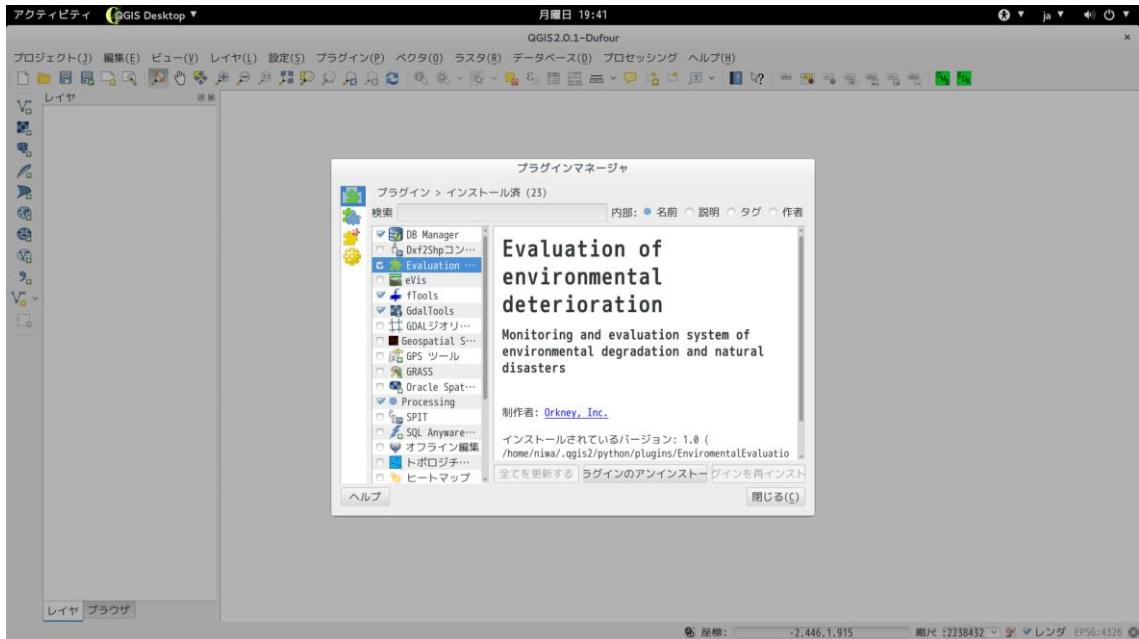 アクティビティ QGIS Desktop ▼ 月曜日 19:41 ja ▼
QGIS2.0.1-Dufour ×
プロジェクト(J) 編集(E) ビュー(V) レイヤ(L) 設定(S) プラグイン(P) ベクタ(O) ラスタ(R) データベース(D) プロセッシング ヘルプ(H)
レイヤ
プラグインマネージャ
プラグイン > インストール済 (23)
検索 内部: 名前 説明 タグ 作者
DB Manager
Dxf2Shpコン…
Evaluation …
eVis
fTools
GdalTools
GDALジオリ…
Geospatial S…
GPS ツール
GRASS
Oracle Spat…
Processing
SPIT
SQL Anyware…
オフライン編集
トポロジチ…
ヒートマップ
Evaluation of
environmental
deterioration
Monitoring and evaluation system of
environmental degradation and natural
disasters
制作者: Orkney, Inc.
インストールされているバージョン: 1.0 (
/home/niwa/.qgis2/python/plugins/EnviromentalEvaluatio
全てを更新する ラグインのアンインストー グインを再インスト
ヘルプ 閉じる(C)
レイヤ ブラウザ
座標: -2.446,1.915 縮尺 :2238432 レンダ EPSG:4326